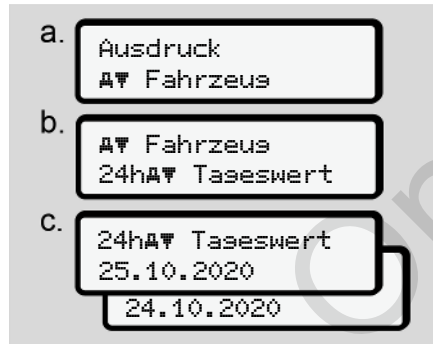 a.
Ausdruck
Fahrzeug
b.
Fahrzeug
24h Tageswert
c.
24h Tageswert
25.10.2020
24.10.2020